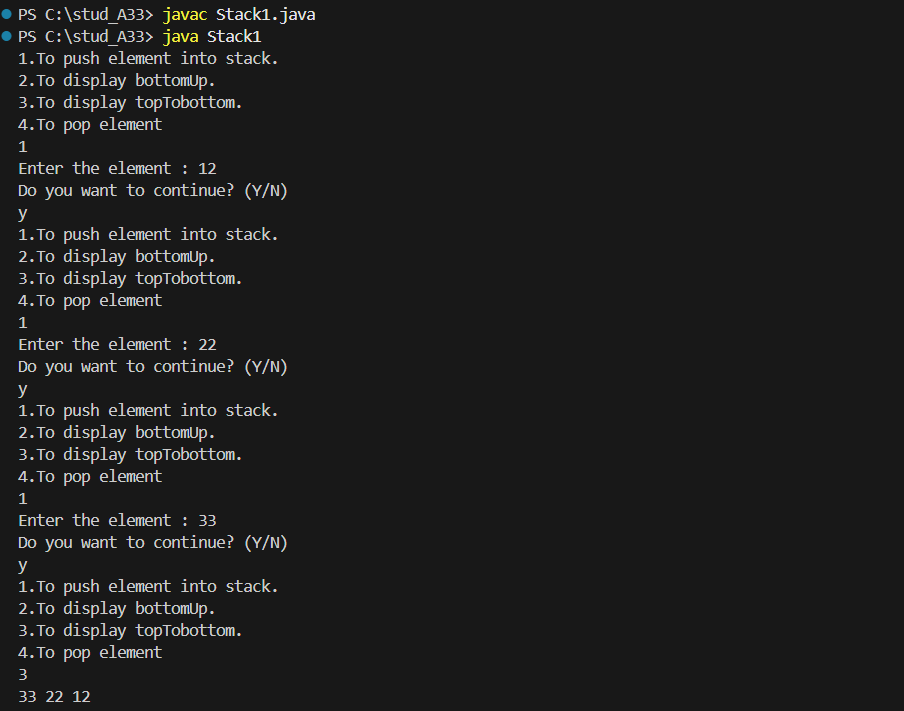 PS C:\stud_A33> javac Stack1.java
PS C:\stud_A33> java Stack1
1.To push element into stack.
2.To display bottomUp.
3.To display topTobottom.
4.To pop element
1
Enter the element : 12
Do you want to continue? (Y/N)
y
1.To push element into stack.
2.To display bottomUp.
3.To display topTobottom.
4.To pop element
1
Enter the element : 22
Do you want to continue? (Y/N)
y
1.To push element into stack.
2.To display bottomUp.
3.To display topTobottom.
4.To pop element
1
Enter the element : 33
Do you want to continue? (Y/N)
y
1.To push element into stack.
2.To display bottomUp.
3.To display topTobottom.
4.To pop element
3
33 22 12